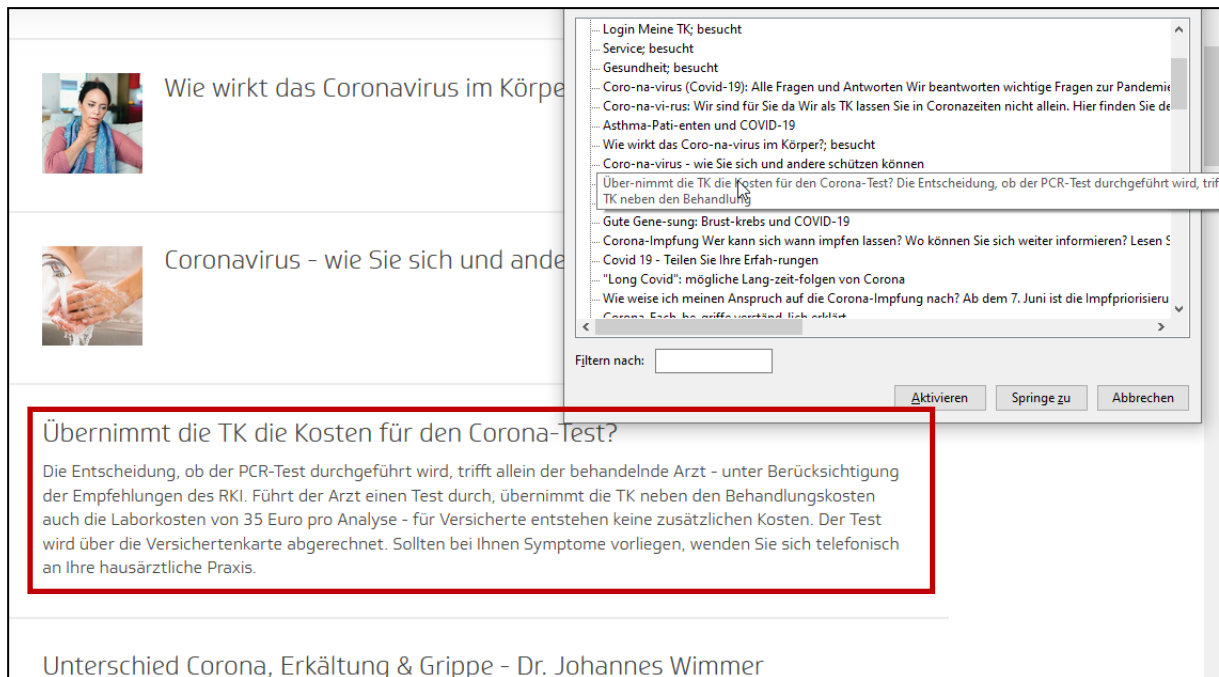 Wie wirkt das Coronavirus im Körpe
Coronavirus - wie Sie sich und ande
Login Meine TK; besucht
Service; besucht
Gesundheit; besucht
Coro-na-virus (Covid-19): Alle Fragen und Antworten Wir beantworten wichtige Fragen zur Pandemie
Coro-na-vi-rus: Wir sind für Sie da Wir als TK lassen Sie in Coronazeiten nicht allein. Hier finden Sie de
Asthma-Pati-enten und COVID-19
Wie wirkt das Coro-na-virus im Körper?; besucht
Coro-na-virus - wie Sie sich und andere schützen können
Über-nimmt die TK die Kosten für den Corona-Test? Die Entscheidung, ob der PCR-Test durchgeführt wird, trif
TK neben den Behandlung
Gute Gene-sung: Brust-krebs und COVID-19
Corona-Impfung Wer kann sich wann impfen lassen? Wo können Sie sich weiter informieren? Lesen S
Covid 19 - Teilen Sie Ihre Erfah-rungen
"Long Covid": mögliche Lang-zeit-folgen von Corona
Wie weise ich meinen Anspruch auf die Corona-Impfung nach? Ab dem 7. Juni ist die Impfpriorisieru
Corona-Fach-be-griffe verständ-lich erklärt
Filtern nach:
Aktivieren Springe zu Abbrechen
Übernimmt die TK die Kosten für den Corona-Test?
Die Entscheidung, ob der PCR-Test durchgeführt wird, trifft allein der behandelnde Arzt - unter Berücksichtigung
der Empfehlungen des RKI. Führt der Arzt einen Test durch, übernimmt die TK neben den Behandlungskosten
auch die Laborkosten von 35 Euro pro Analyse - für Versicherte entstehen keine zusätzlichen Kosten. Der Test
wird über die Versichertenkarte abgerechnet. Sollten bei Ihnen Symptome vorliegen, wenden Sie sich telefonisch
an Ihre hausärztliche Praxis.
Unterschied Corona, Erkältung & Grippe - Dr. Johannes Wimmer